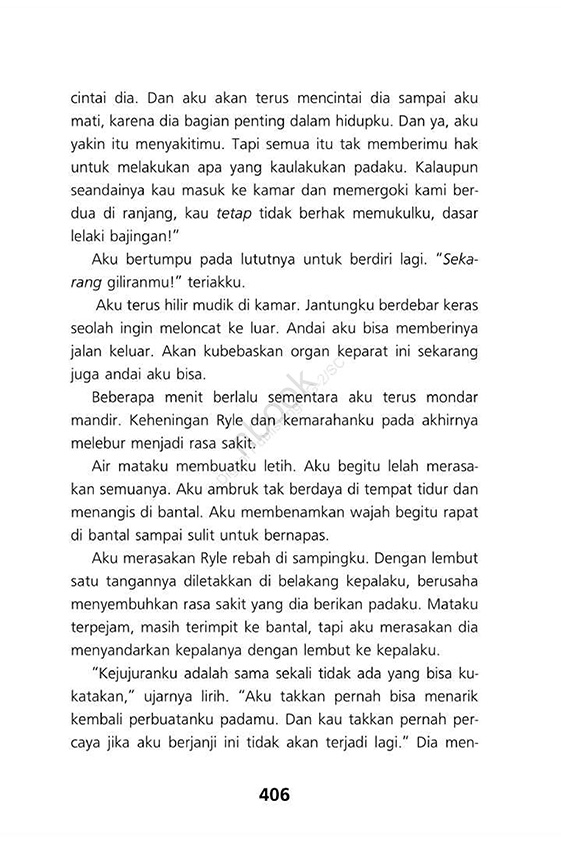 cintai dia. Dan aku akan terus mencintai dia sampai aku
mati, karena dia bagian penting dalam hidupku. Dan ya, aku
yakin itu menyakitimu. Tapi semua itu tak memberimu hak
untuk melakukan apa yang kaulakukan padaku. Kalaupun
seandainya kau masuk ke kamar dan memergoki kami ber-
dua di ranjang, kau tetap tidak berhak memukulku, dasar
lelaki bajingan!”
Aku bertumpu pada lututnya untuk berdiri lagi. “Seka-
rang giliranmu!” teriakku.
Aku terus hilir mudik di kamar. Jantungku berdebar keras
seolah ingin meloncat ke luar. Andai aku bisa memberinya
jalan keluar. Akan kubebaskan organ keparat ini sekarang
juga andai aku bisa.
Beberapa menit berlalu sementara aku terus mondar
mandir. Keheningan Ryle dan kemarahanku pada akhirnya
melebur menjadi rasa sakit.
Air mataku membuatku letih. Aku begitu lelah merasa-
kan semuanya. Aku ambruk tak berdaya di tempat tidur dan
menangis di bantal. Aku membenamkan wajah begitu rapat
di bantal sampai sulit untuk bernapas.
Aku merasakan Ryle rebah di sampingku. Dengan lembut
satu tangannya diletakkan di belakang kepalaku, berusaha
menyembuhkan rasa sakit yang dia berikan padaku. Mataku
terpejam, masih terimpit ke bantal, tapi aku merasakan dia
menyandarkan kepalanya dengan lembut ke kepalaku.
“Kejujuranku adalah sama sekali tidak ada yang bisa ku-
katakan,” ujarnya lirih. “Aku takkan pernah bisa menarik
kembali perbuatanku padamu. Dan kau takkan pernah per-
caya jika aku berjanji ini tidak akan terjadi lagi.” Dia men-
406